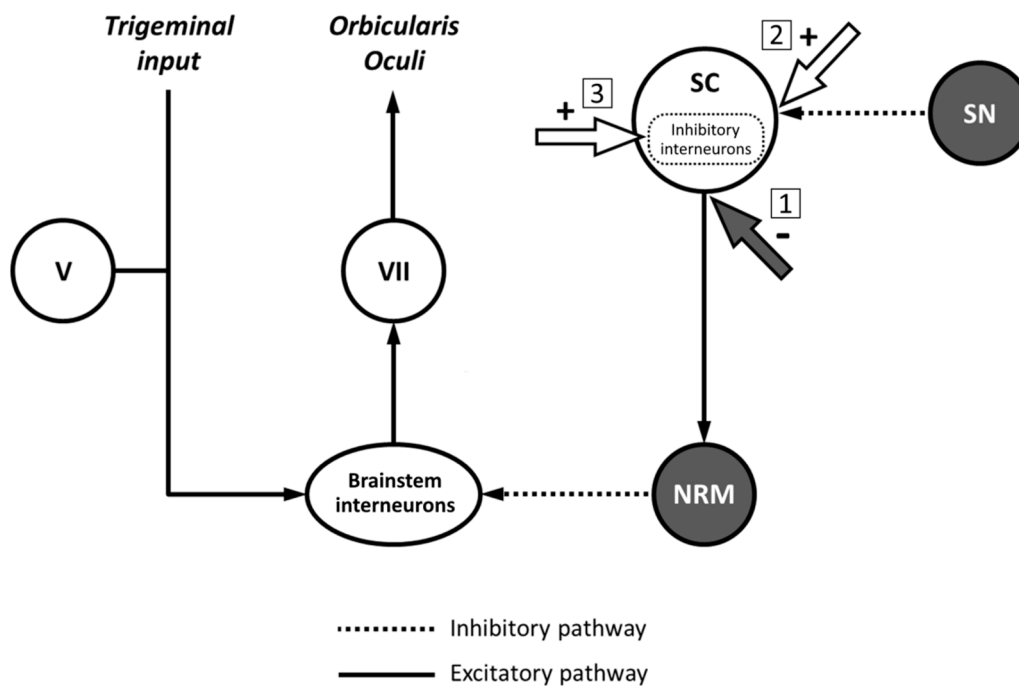 Trigeminal
input
Orbicularis
Oculi
2 +
SC
+ 3
Inhibitory
interneurons
SN
1
-
V
VII
Brainstem
interneurons
NRM
Inhibitory pathway
Excitatory pathway